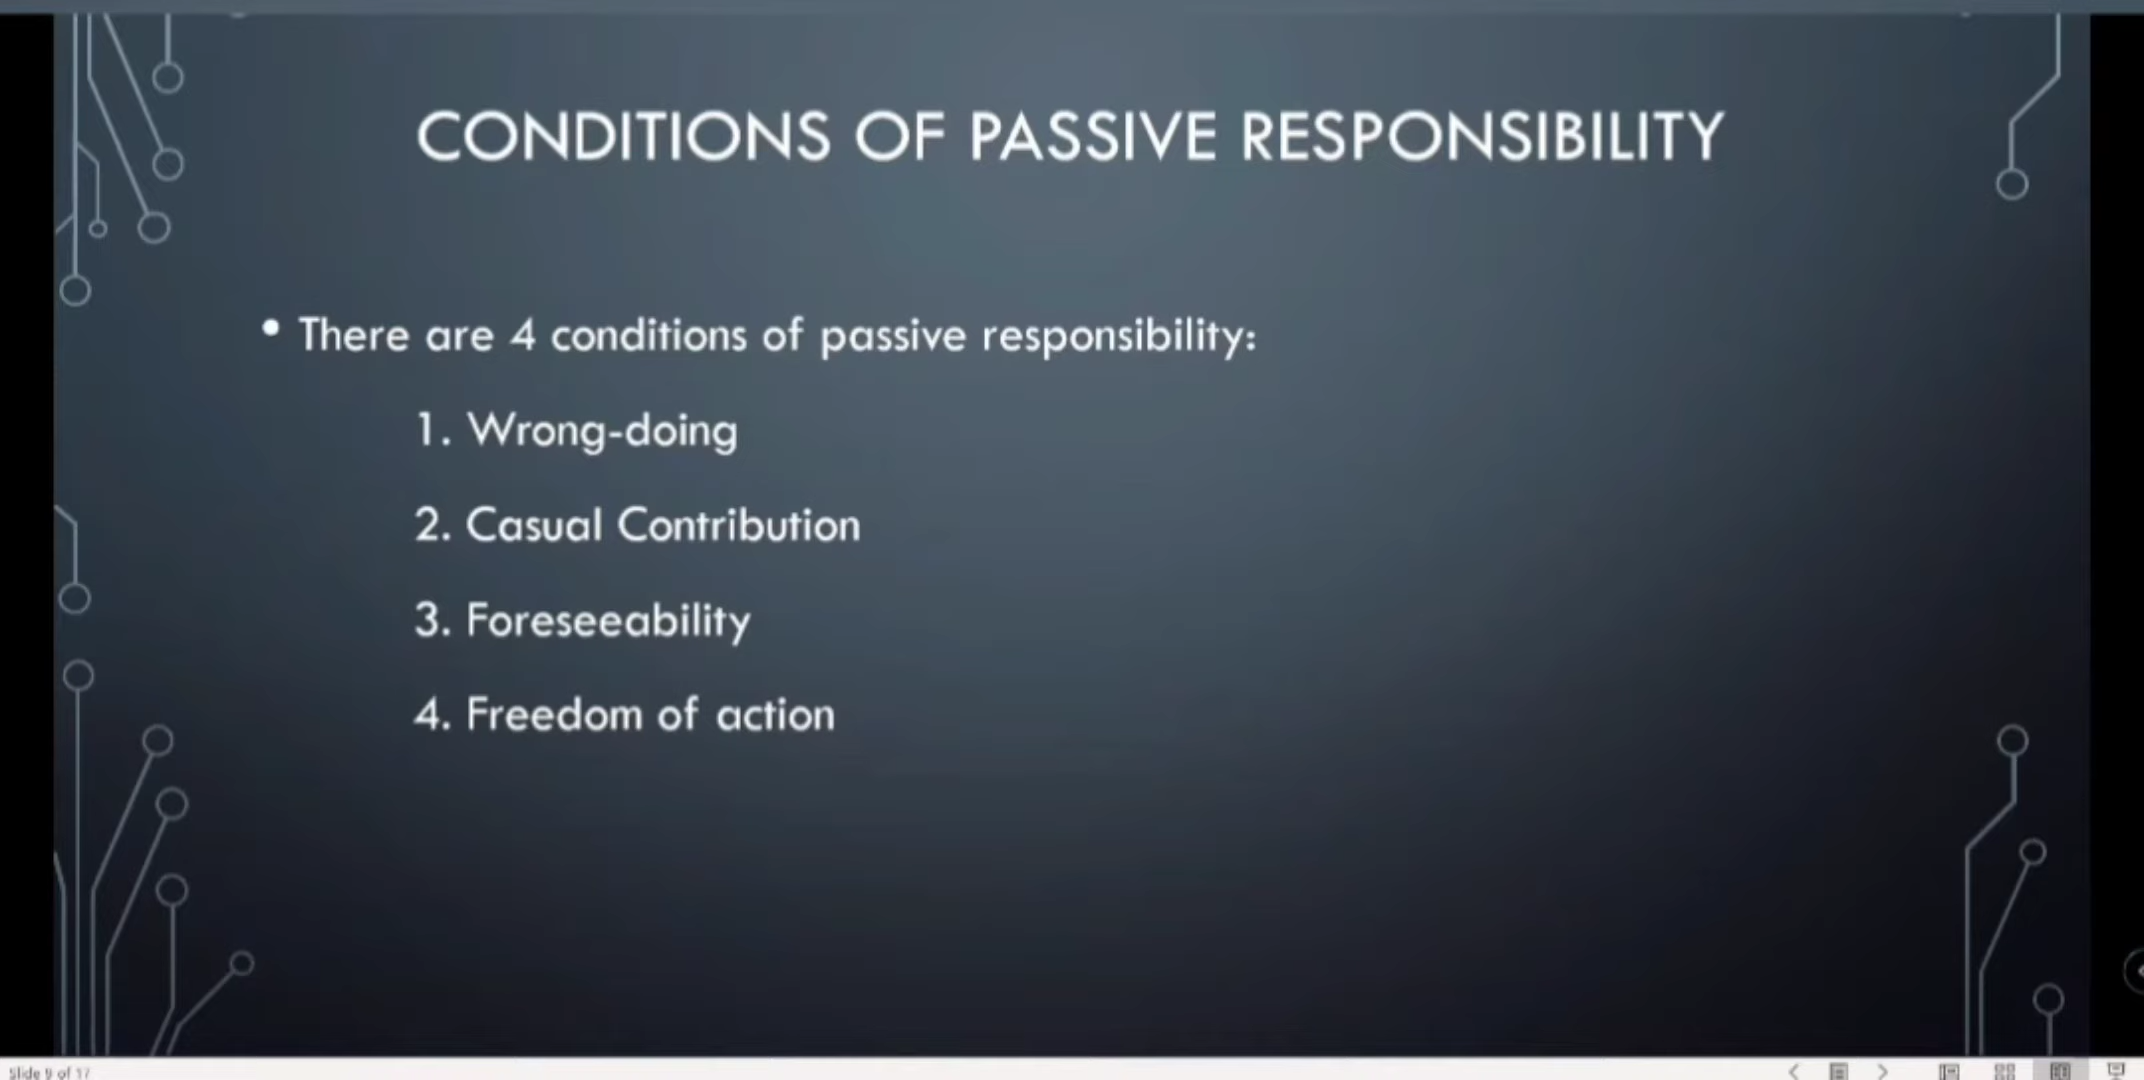 CONDITIONS OF PASSIVE RESPONSIBILITY
• There are 4 conditions of passive responsibility:
1. Wrong-doing
2. Casual Contribution
3. Foreseeability
4. Freedom of action
Slide 9 of 17